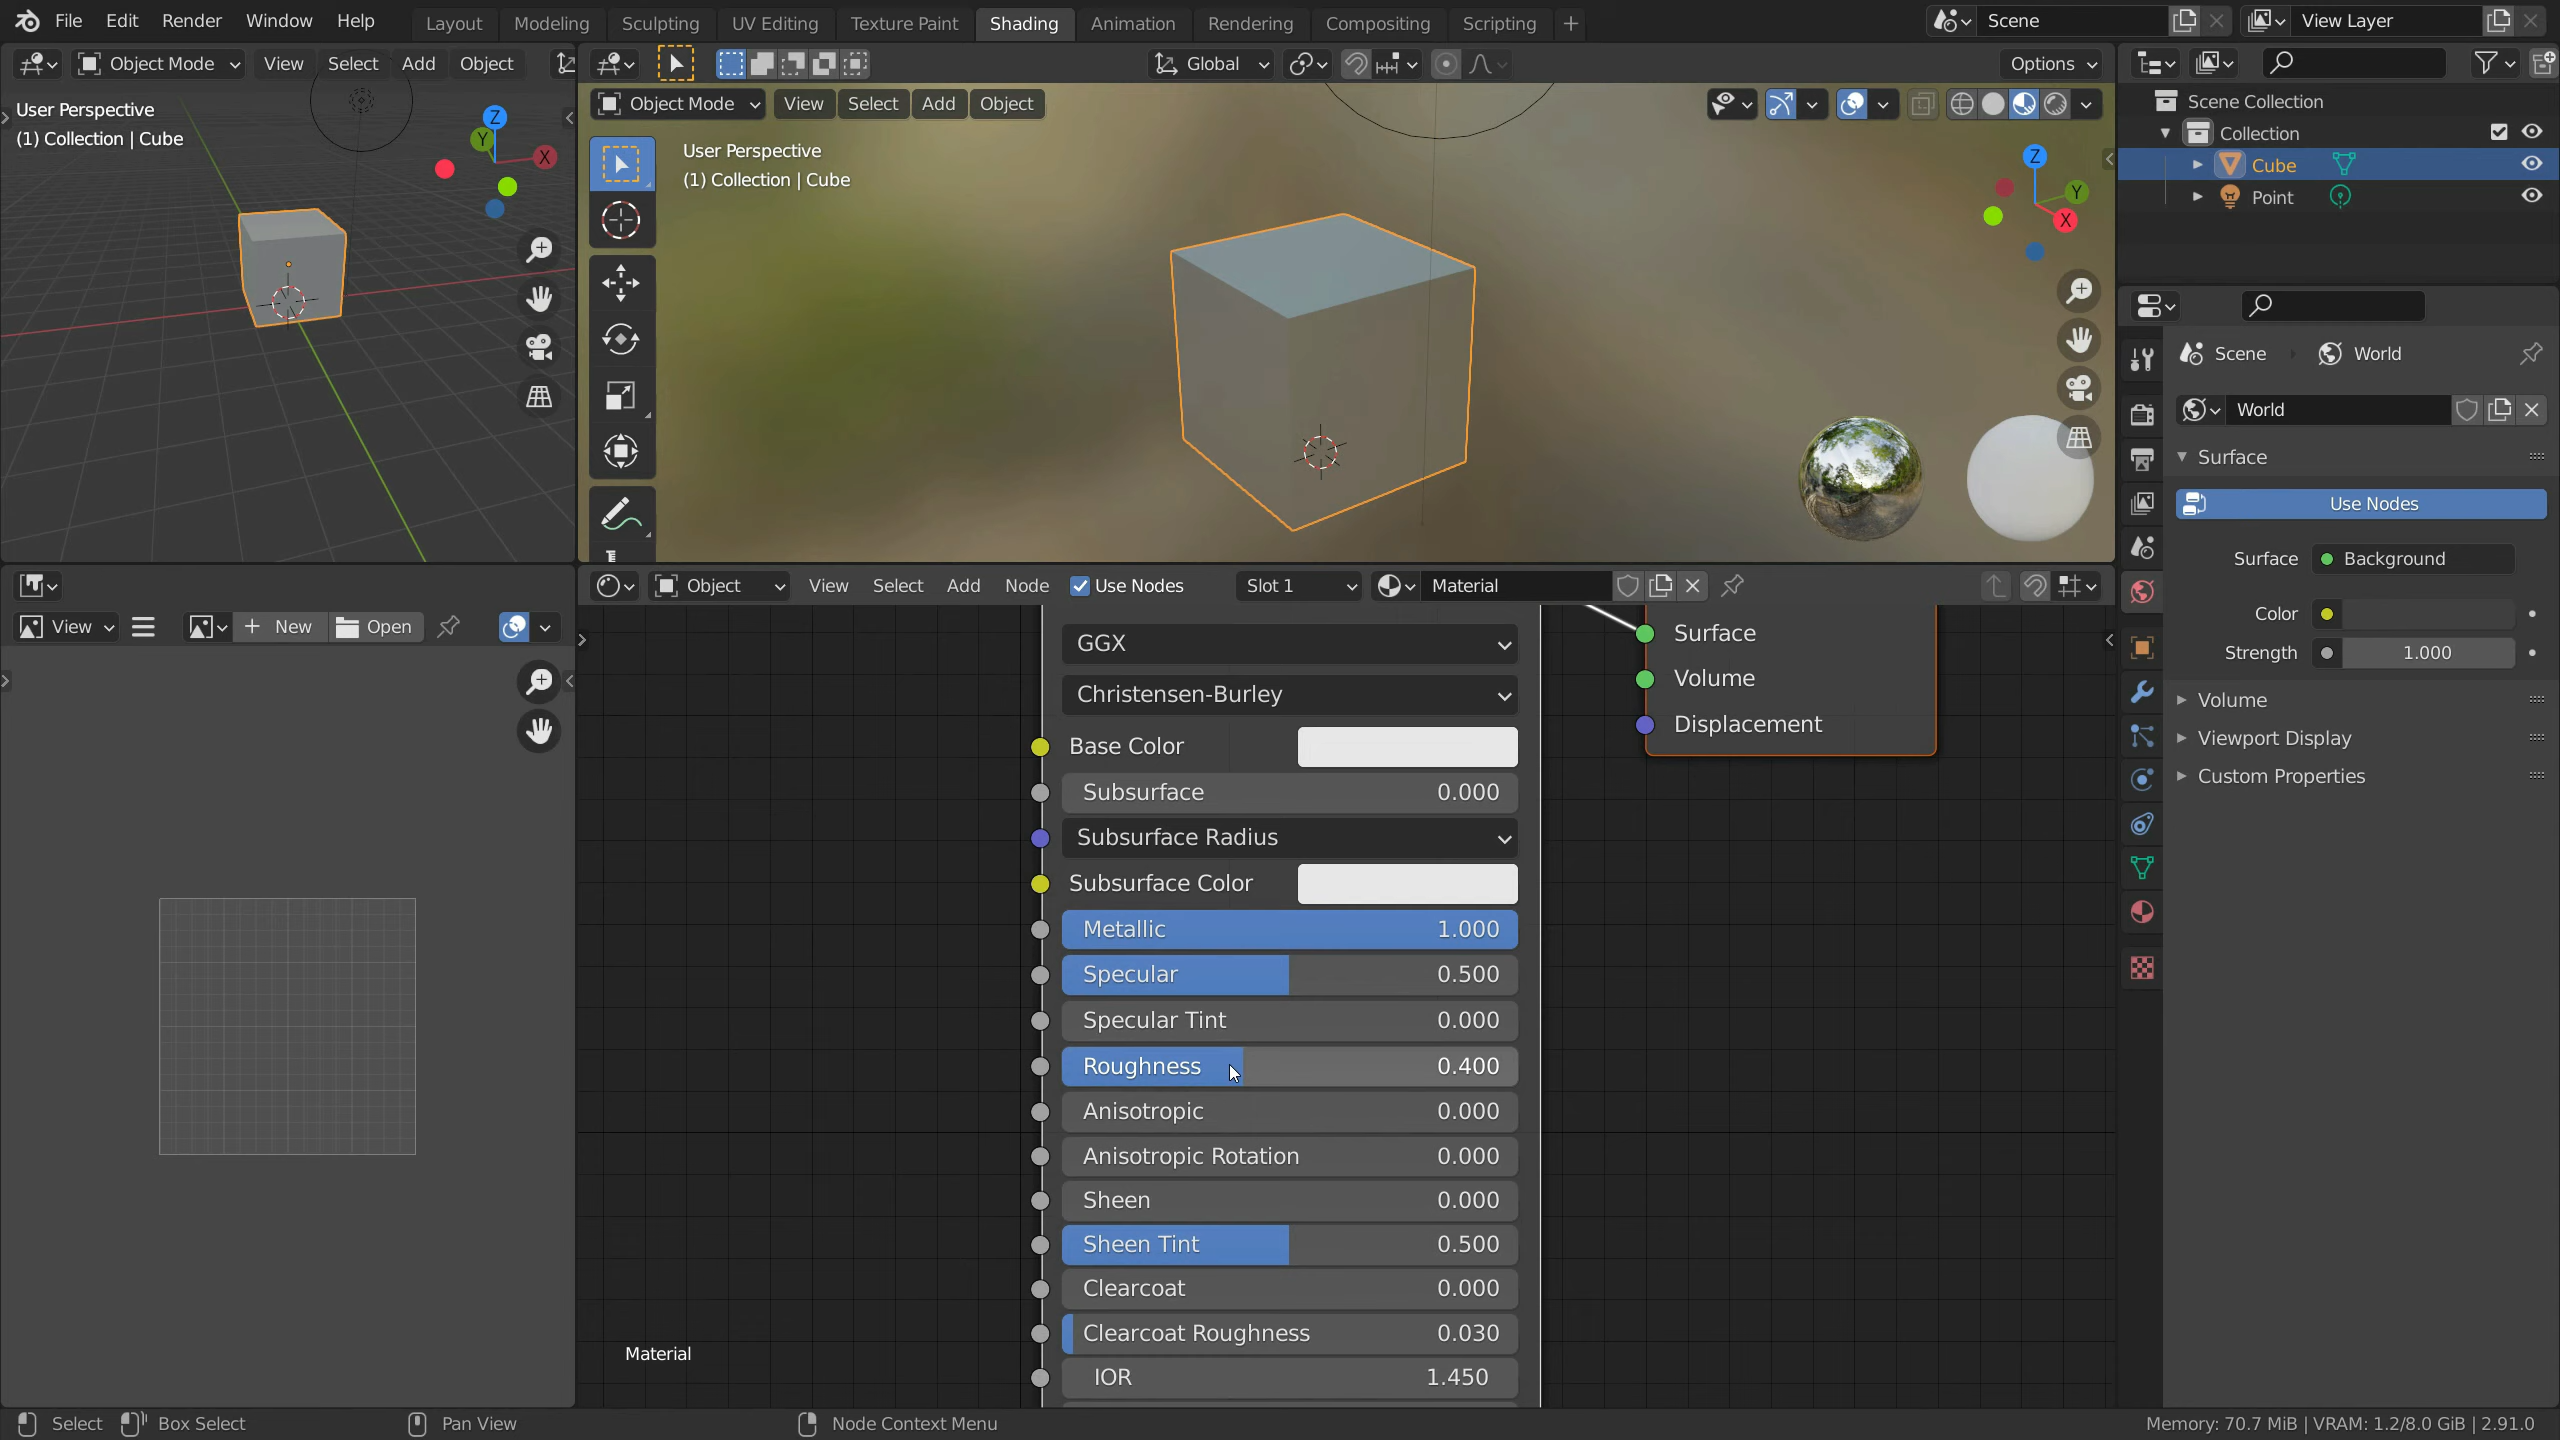 File Edit Render Window Help Layout Modeling Sculpting UV Editing Texture Paint Shading Animation Rendering Compositing Scripting + Scene View Layer
Object Mode View Select Add Object
Global Options
User Perspective
(1) Collection | Cube
Z
Y
X
Object Mode View Select Add Object
User Perspective
(1) Collection | Cube
Z
Y
X
Scene Collection
Collection
Cube
Point
Scene World
World
Surface
Use Nodes
Surface Background
Color
Strength 1.000
Volume
Viewport Display
Custom Properties
View New Open
Object View Select Add Node Use Nodes Slot 1 Material
GGX
Christensen-Burley
Base Color
Subsurface 0.000
Subsurface Radius
Subsurface Color
Metallic 1.000
Specular 0.500
Specular Tint 0.000
Roughness 0.400
Anisotropic 0.000
Anisotropic Rotation 0.000
Sheen 0.000
Sheen Tint 0.500
Clearcoat 0.000
Clearcoat Roughness 0.030
IOR 1.450
Surface
Volume
Displacement
Material
Select Box Select Pan View Node Context Menu Memory: 70.7 MiB | VRAM: 1.2/8.0 GiB | 2.91.0